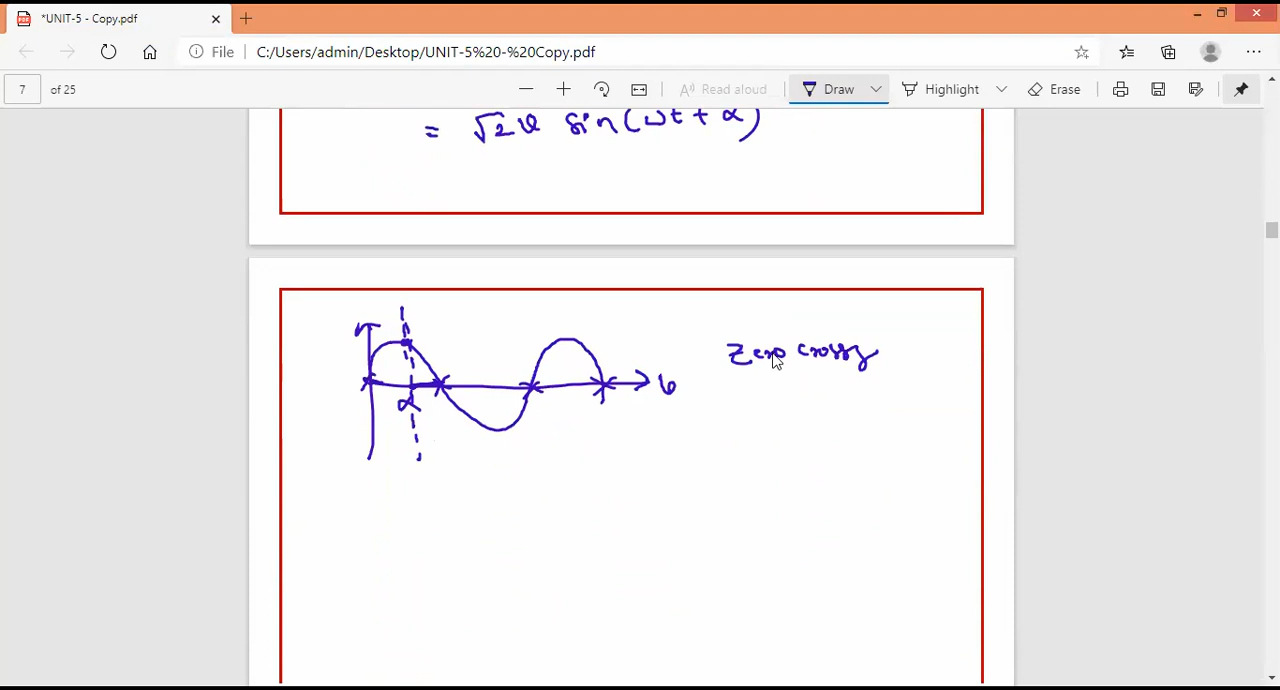 *UNIT-5 - Copy.pdf
File C:/Users/admin/Desktop/UNIT-5%20-%20Copy.pdf
7 of 25 Read aloud Draw Highlight Erase
= √2 v sin(ωt + α)
Zero
α